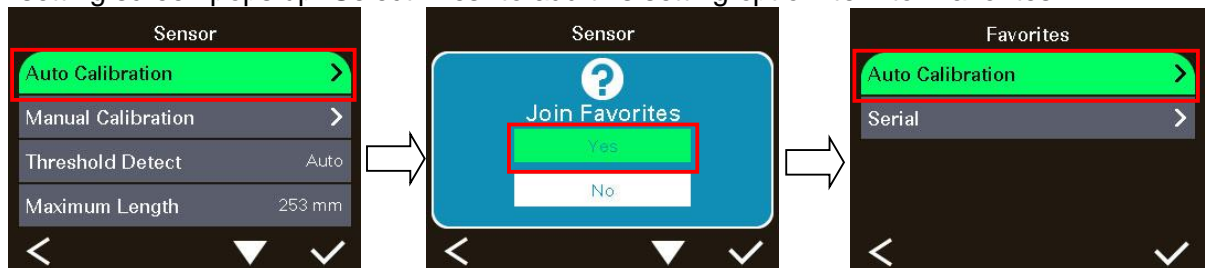 Sensor
Auto Calibration
Manual Calibration
Threshold Detect Auto
Maximum Length 253 mm
Sensor
Join Favorites
Yes
No
Favorites
Auto Calibration
Serial